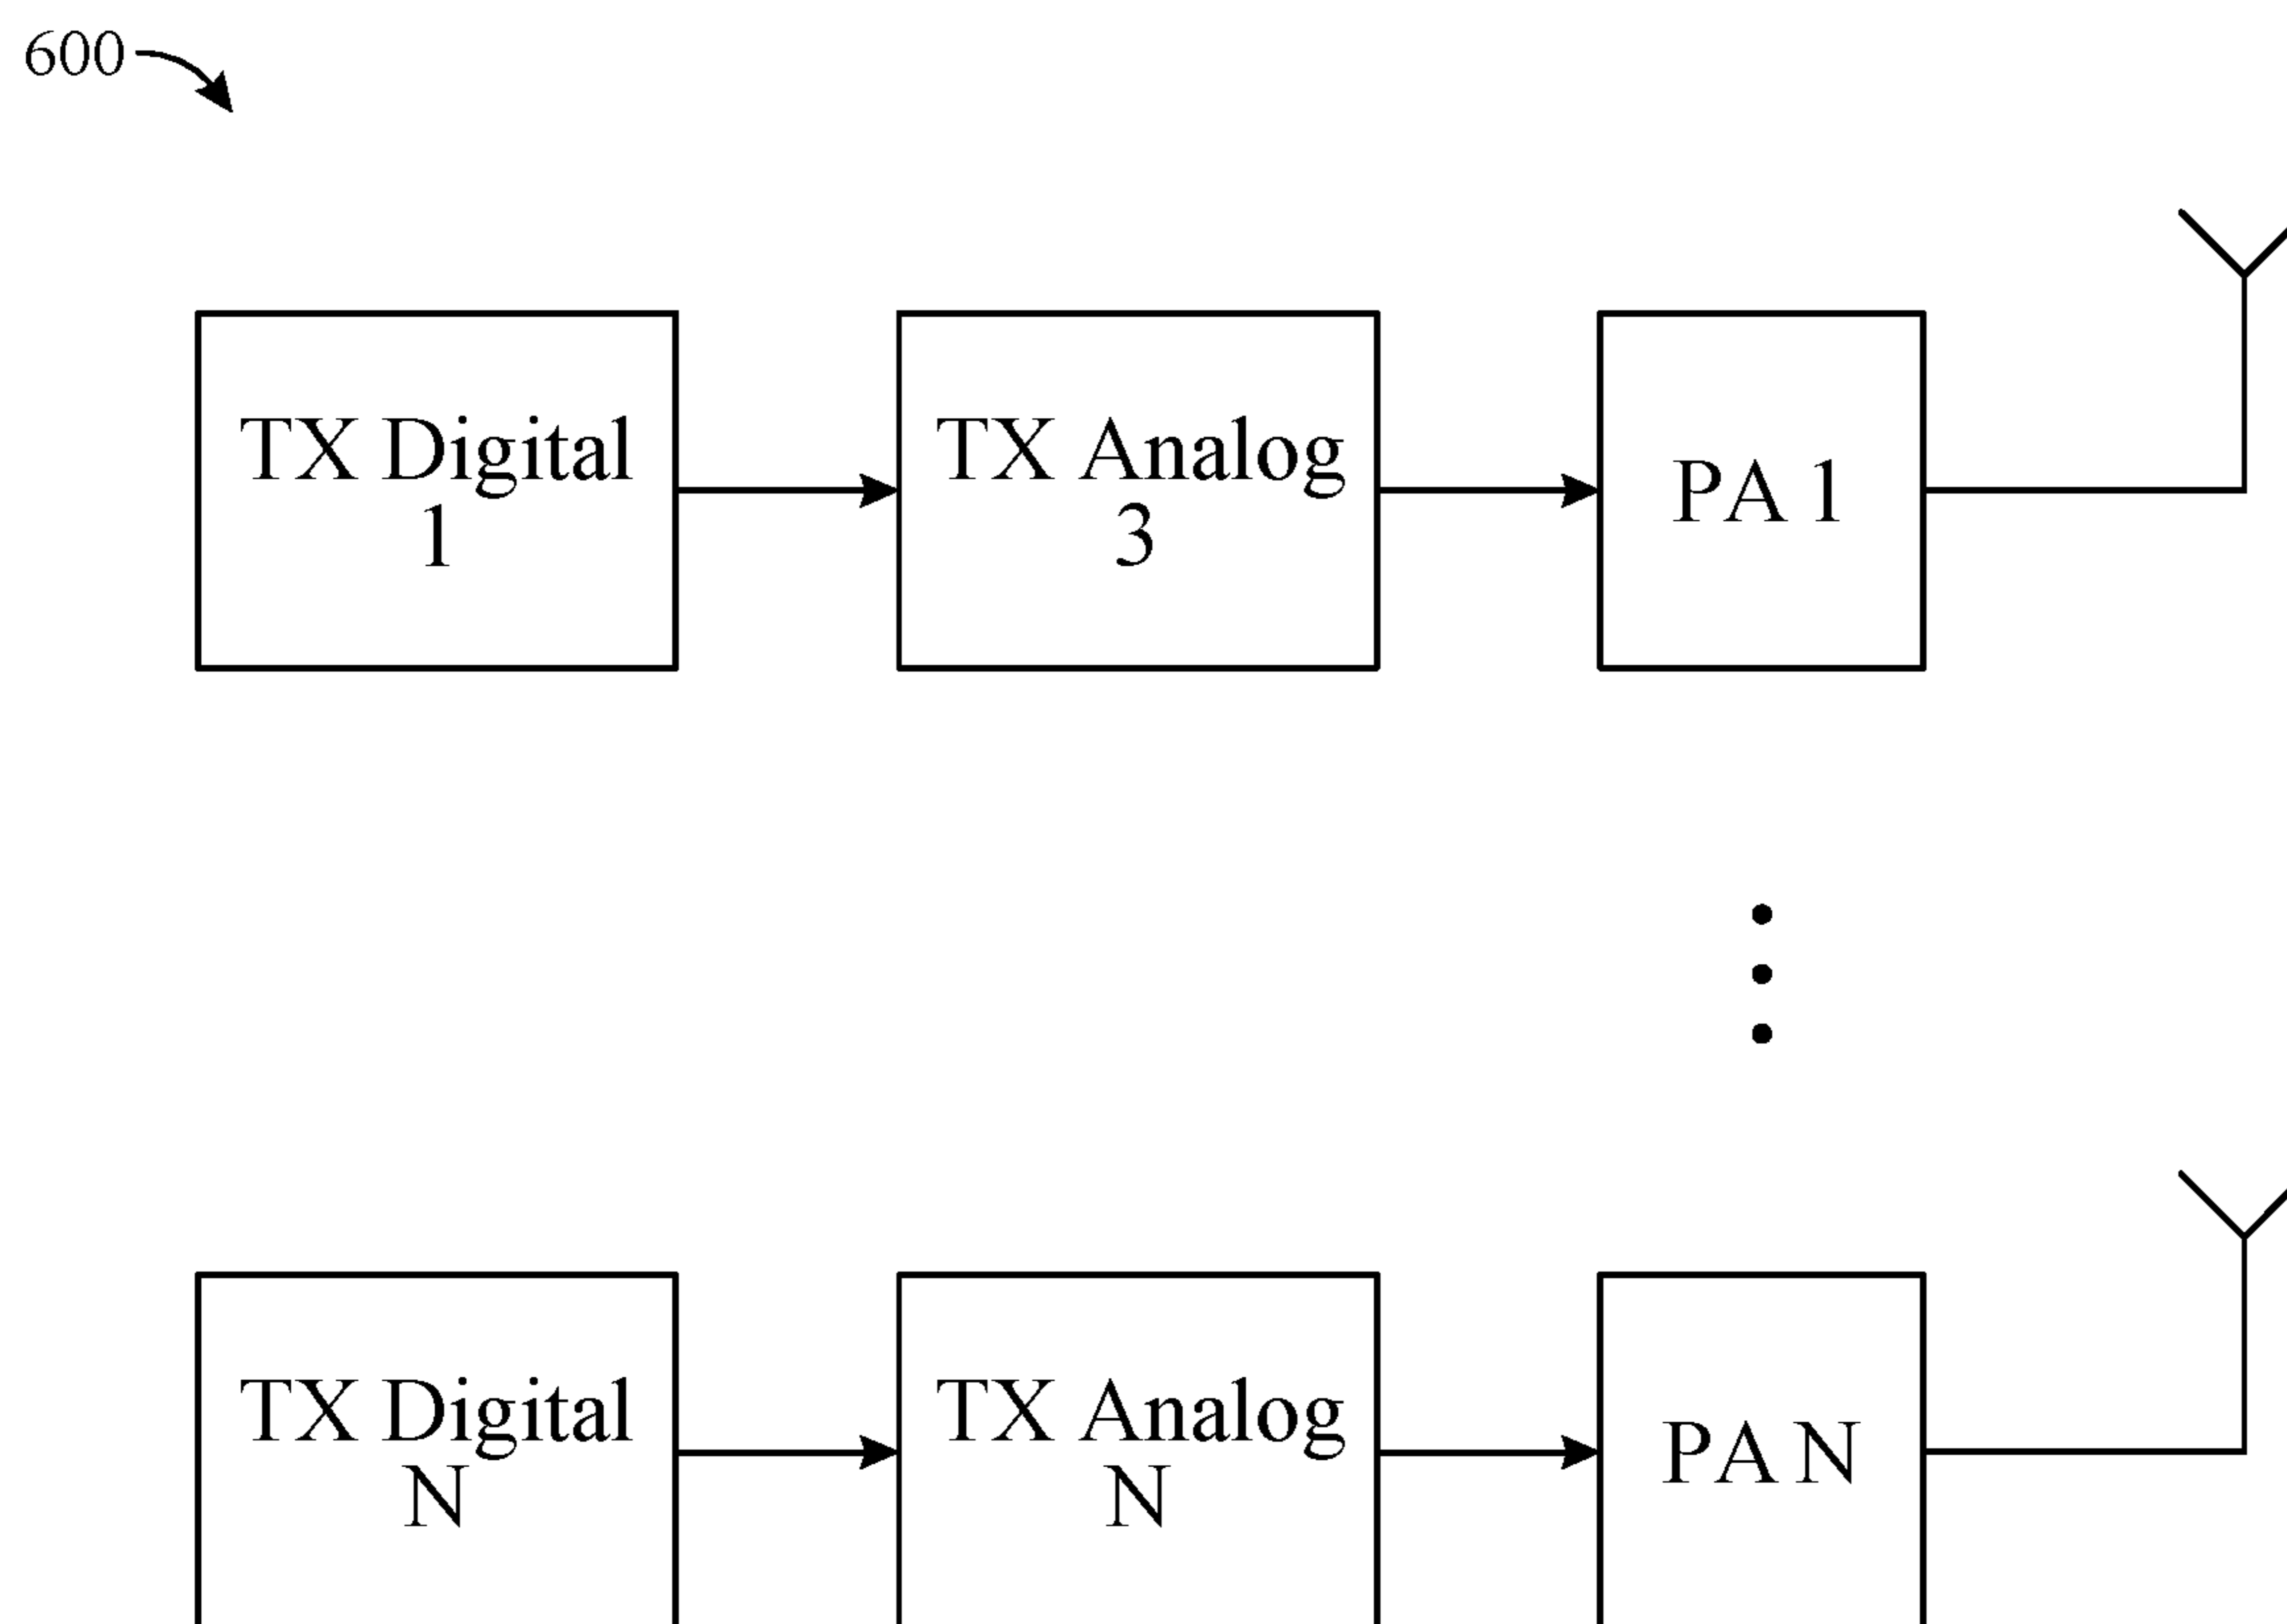 600
TX Digital
1
TX Analog
3
PA 1
TX Digital
N
TX Analog
N
PA N